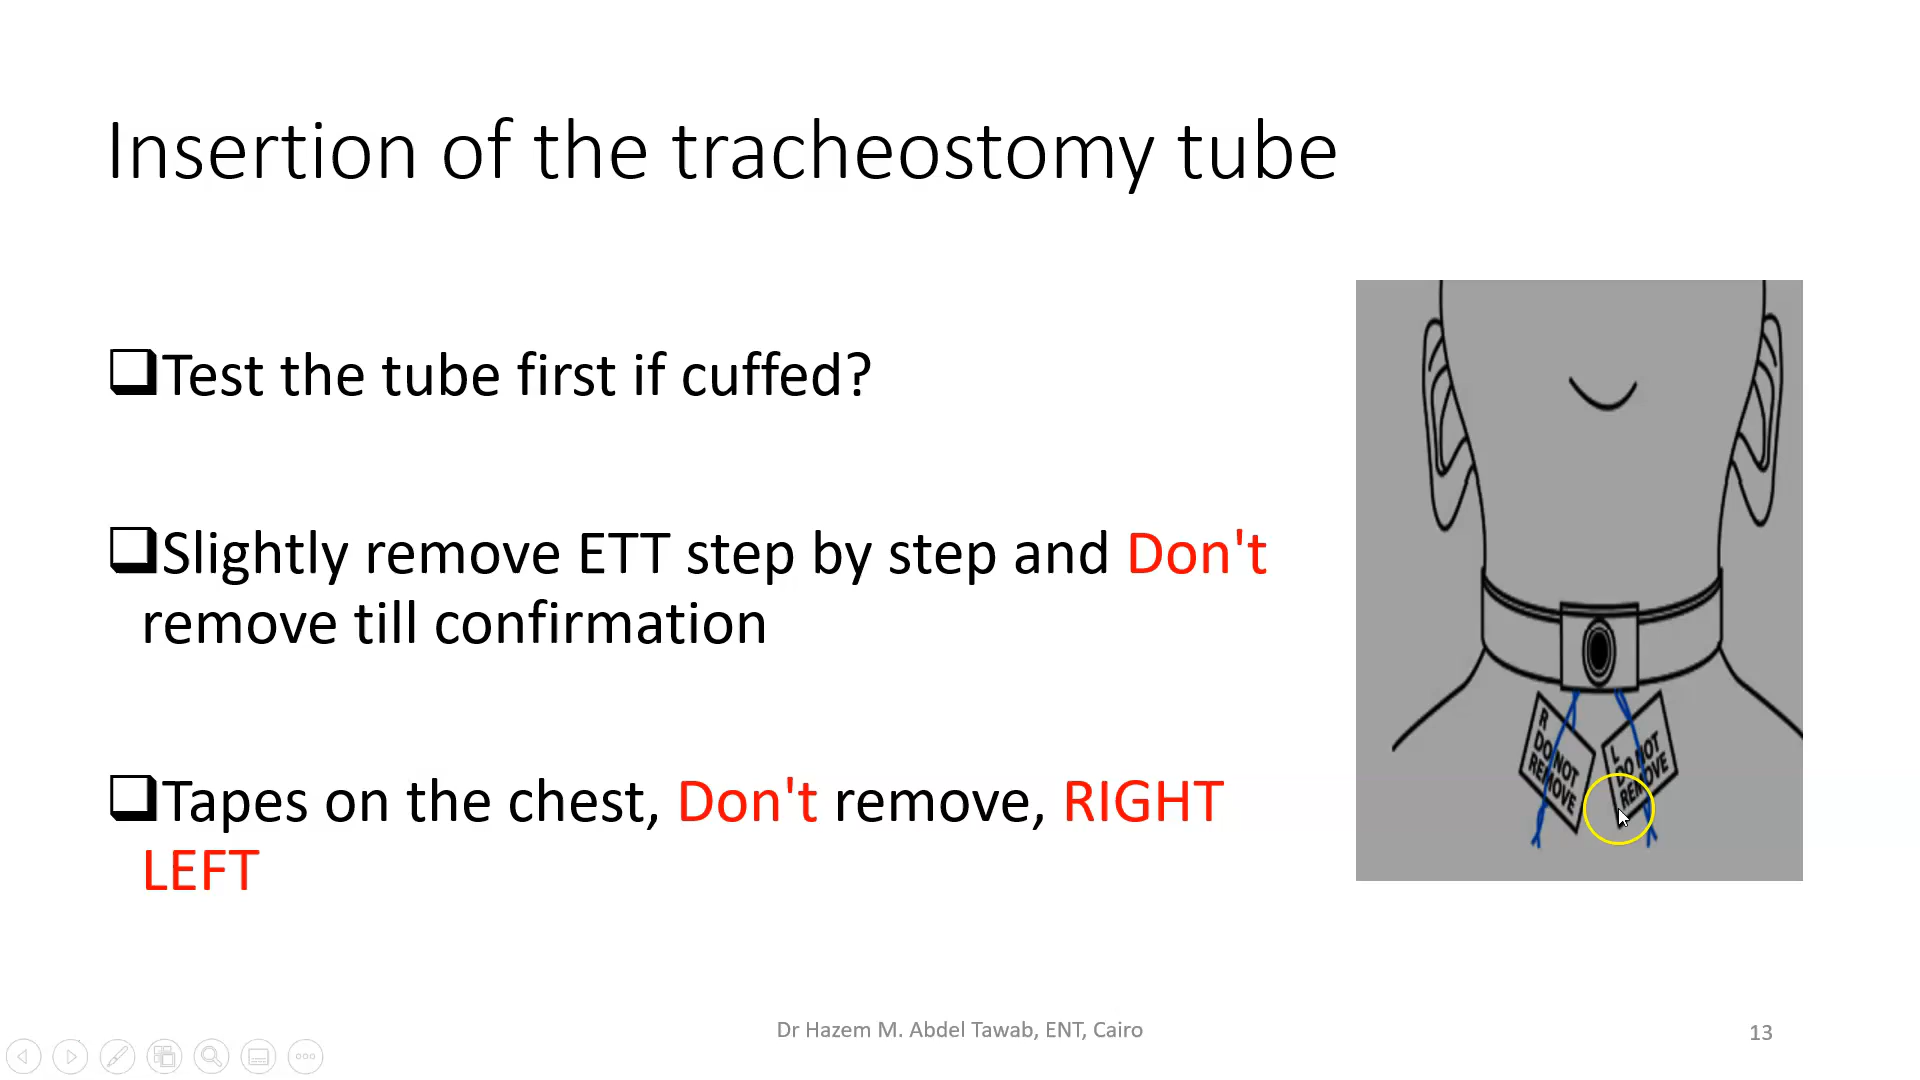 Insertion of the tracheostomy tube
Test the tube first if cuffed?
Slightly remove ETT step by step and Don't
remove till confirmation
Tapes on the chest, Don't remove, RIGHT
LEFT
R
DO NOT
REMOVE
L
DO NOT
REMOVE
Dr Hazem M. Abdel Tawab, ENT, Cairo
13